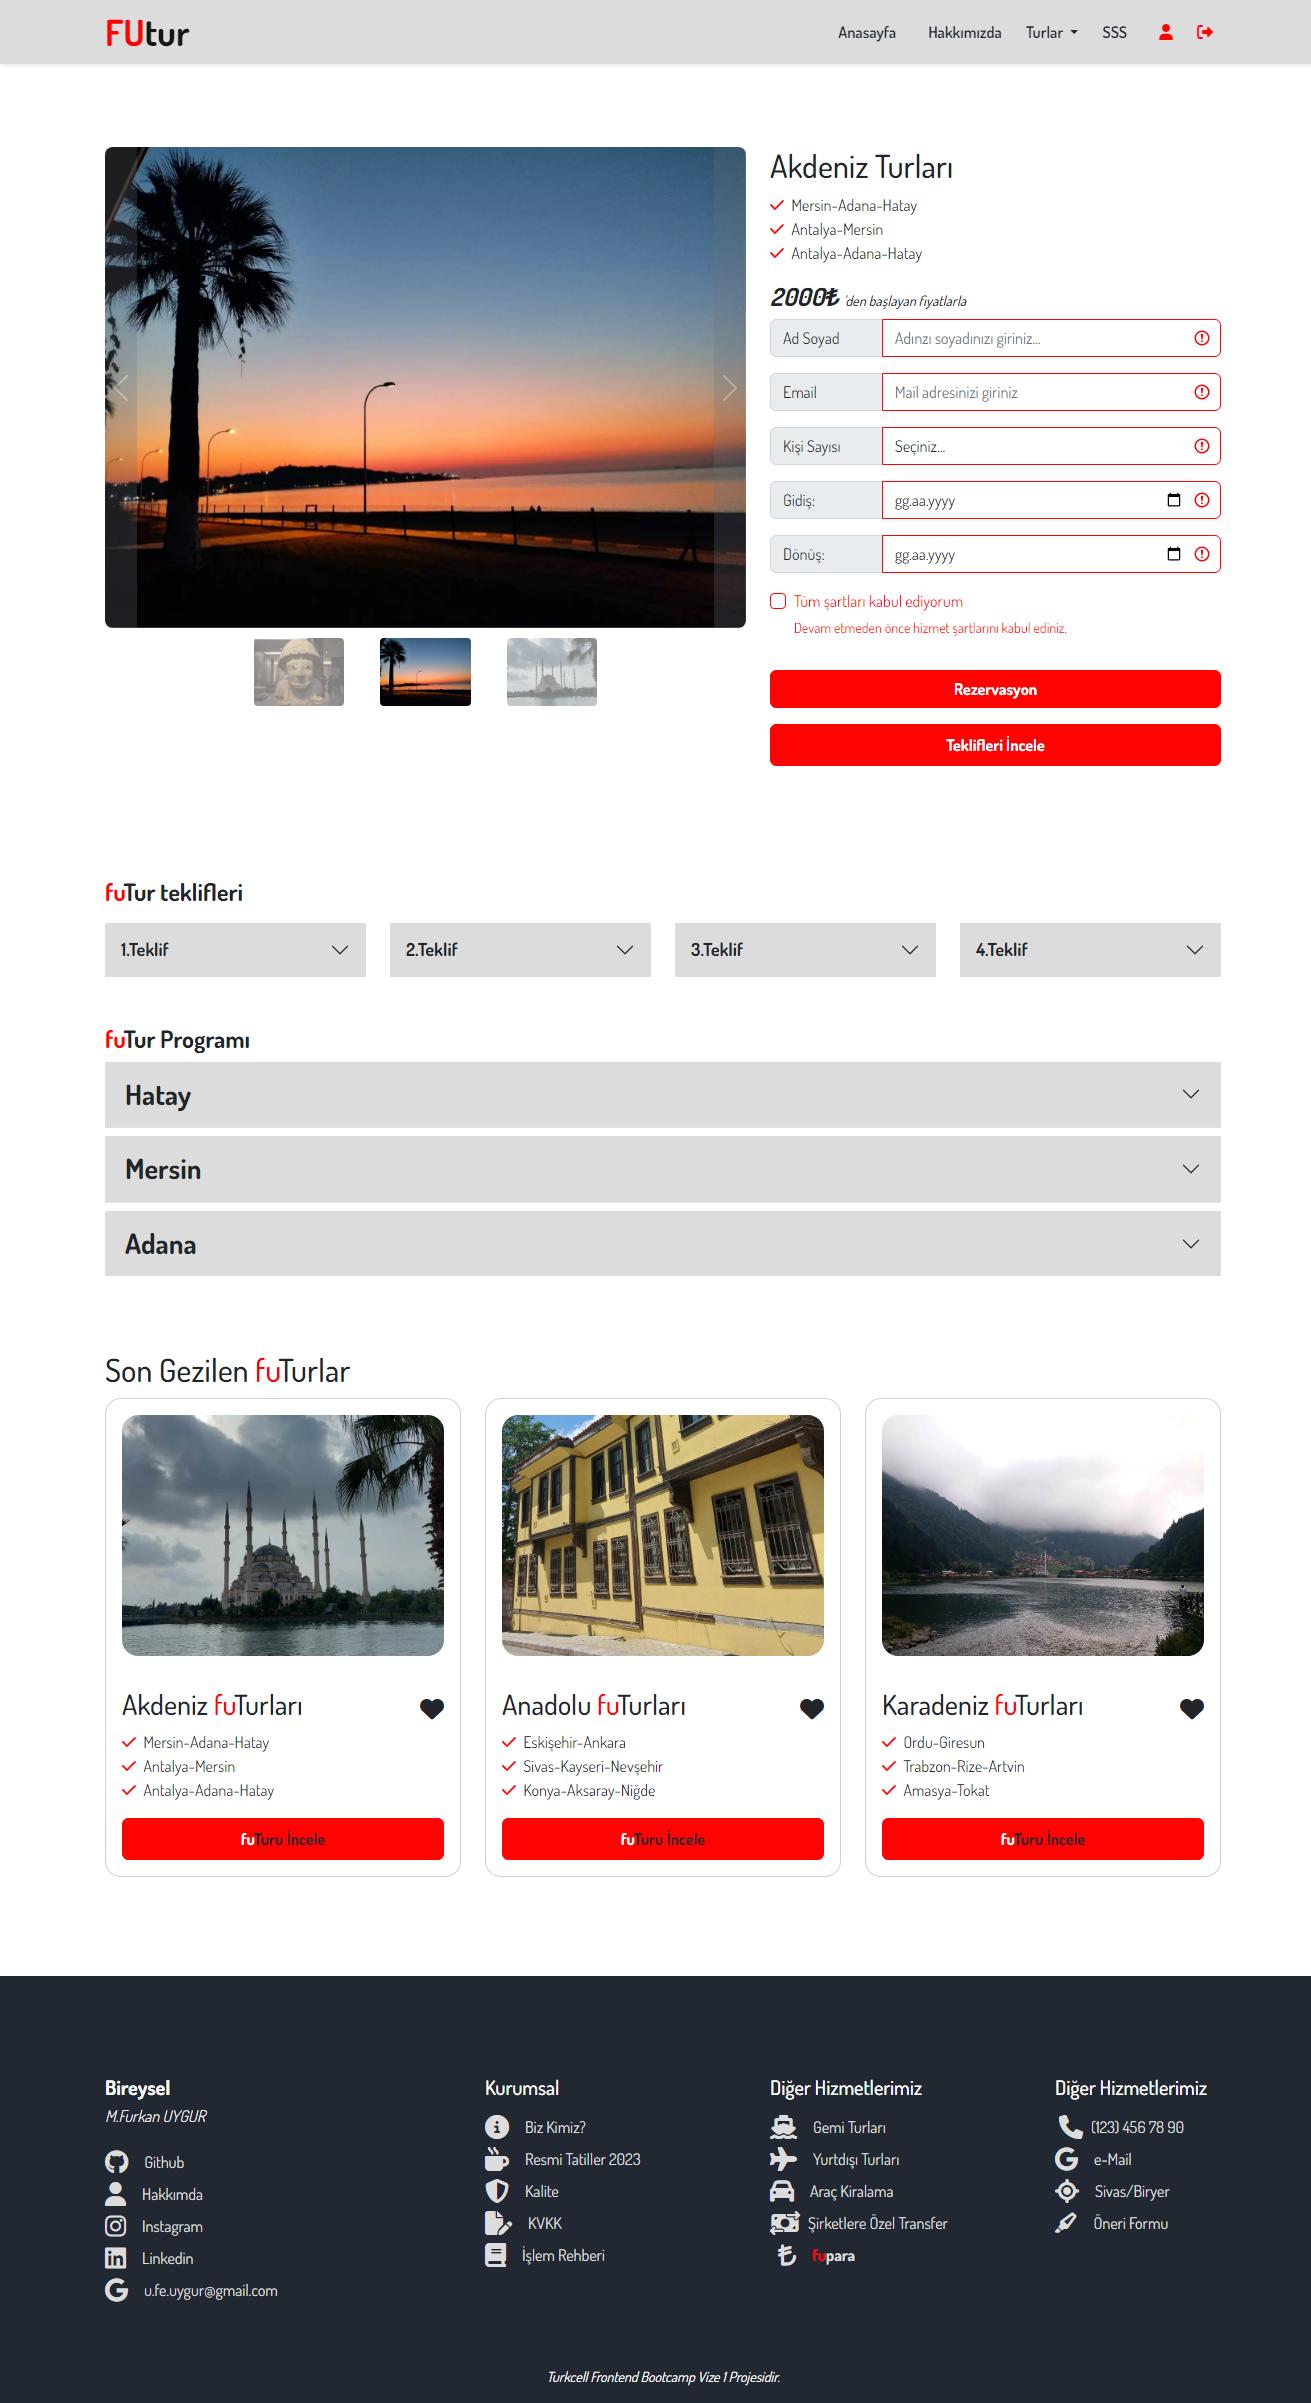 FUtur
Anasayfa Hakkımızda Turlar SSS
Akdeniz Turları
Mersin-Adana-Hatay
Antalya-Mersin
Antalya-Adana-Hatay
2000₺ 'den başlayan fiyatlarla
Ad Soyad Adınzı soyadınızı giriniz...
Email Mail adresinizi giriniz
Kişi Sayısı Seçiniz...
Gidiş: gg.aa.yyyy
Dönüş: gg.aa.yyyy
Tüm şartları kabul ediyorum
Devam etmeden önce hizmet şartlarını kabul ediniz.
Rezervasyon
Teklifleri İncele
fuTur teklifleri
1.Teklif 2.Teklif 3.Teklif 4.Teklif
fuTur Programı
Hatay
Mersin
Adana
Son Gezilen fuTurlar
Akdeniz fuTurları
Mersin-Adana-Hatay
Antalya-Mersin
Antalya-Adana-Hatay
fuTuru İncele
Anadolu fuTurları
Eskişehir-Ankara
Sivas-Kayseri-Nevşehir
Konya-Aksaray-Niğde
fuTuru İncele
Karadeniz fuTurları
Ordu-Giresun
Trabzon-Rize-Artvin
Amasya-Tokat
fuTuru İncele
Bireysel
M.Furkan UYGUR
Github
Hakkımda
Instagram
Linkedin
u.fe.uygur@gmail.com
Kurumsal
Biz Kimiz?
Resmi Tatiller 2023
Kalite
KVKK
İşlem Rehberi
Diğer Hizmetlerimiz
Gemi Turları
Yurtdışı Turları
Araç Kiralama
Şirketlere Özel Transfer
fupara
Diğer Hizmetlerimiz
(123) 456 78 90
e-Mail
Sivas/Biryer
Öneri Formu
Turkcell Frontend Bootcamp Vize 1 Projesidir.